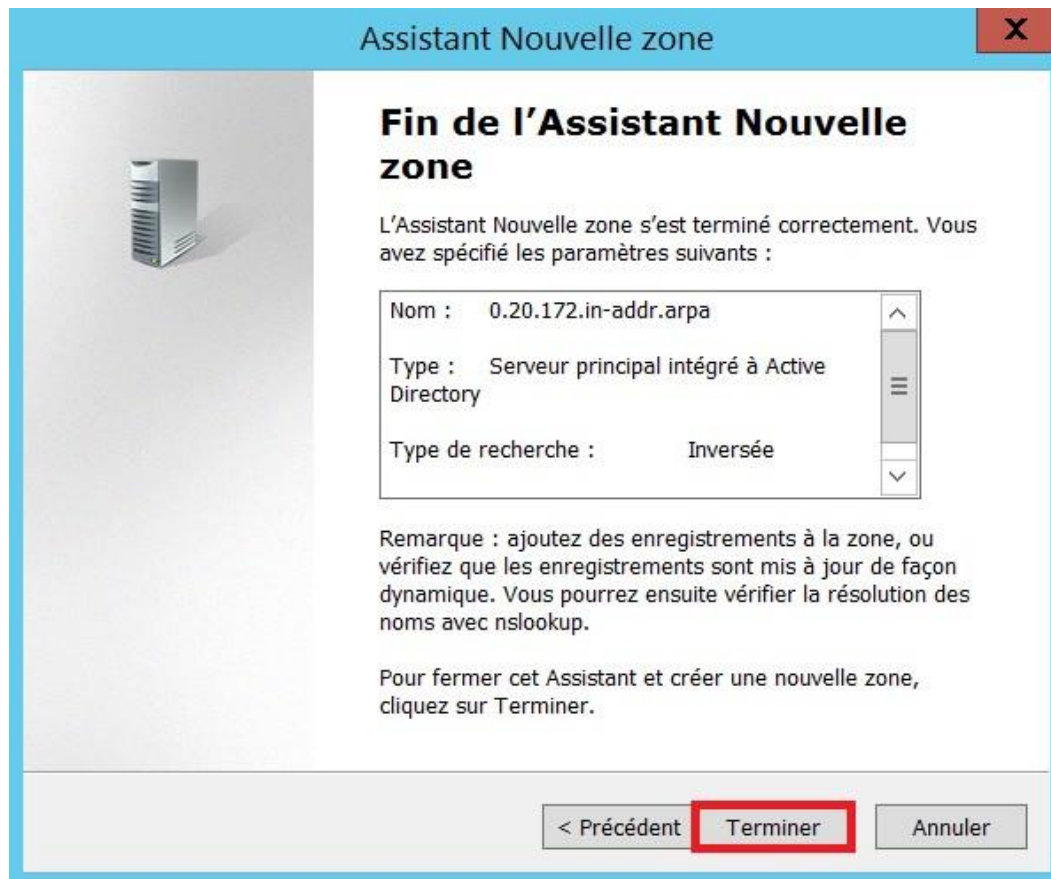 Assistant Nouvelle zone
X
Fin de l’Assistant Nouvelle
zone
L’Assistant Nouvelle zone s’est terminé correctement. Vous
avez spécifié les paramètres suivants :
Nom : 0.20.172.in-addr.arpa
Type : Serveur principal intégré à Active
Directory
Type de recherche : Inversée
Remarque : ajoutez des enregistrements à la zone, ou
vérifiez que les enregistrements sont mis à jour de façon
dynamique. Vous pourrez ensuite vérifier la résolution des
noms avec nslookup.
Pour fermer cet Assistant et créer une nouvelle zone,
cliquez sur Terminer.
< Précédent Terminer Annuler